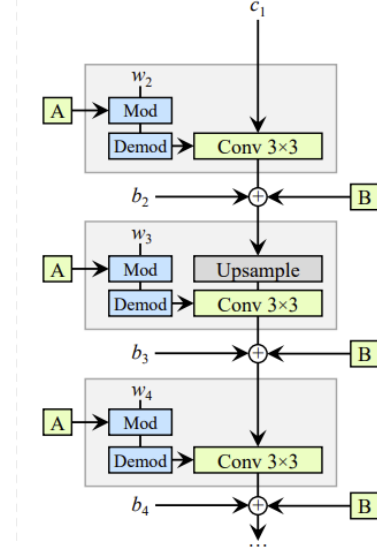 c₁
w₂
A Mod
Demod Conv 3×3
b₂ + B
w₃
A Mod Upsample
Demod Conv 3×3
b₃ + B
w₄
A Mod
Demod Conv 3×3
b₄ + B
...